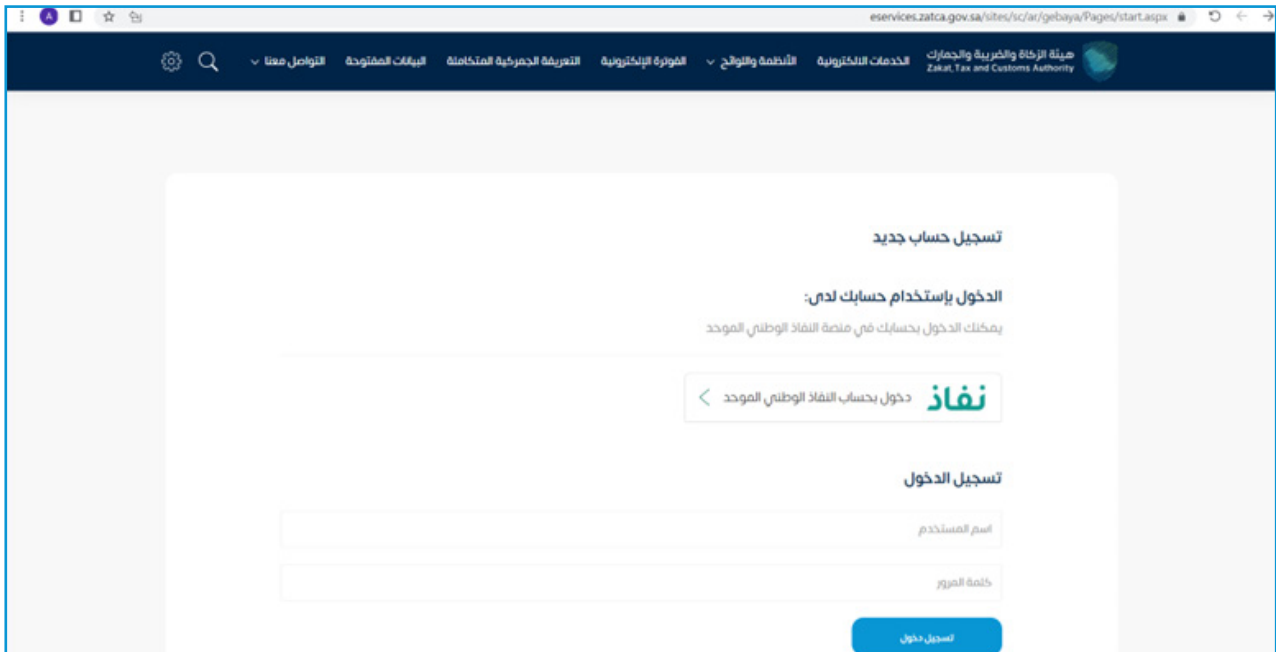 eservices.zatca.gov.sa/sites/sc/ar/gebaya/Pages/start.aspx
A
هيئة الزكاة والضريبة والجمارك
Zakat, Tax and Customs Authority
الخدمات الالكترونية الأنظمة واللوائح الفوترة الإلكترونية التعريفة الجمركية المتكاملة البيانات المفتوحة التواصل معنا
تسجيل حساب جديد
الدخول بإستخدام حسابك لدى:
يمكنك الدخول بحسابك في منصة النفاذ الوطني الموحد
نفاذ دخول بحساب النفاذ الوطني الموحد
تسجيل الدخول
اسم المستخدم
كلمة المرور
تسجيل دخول